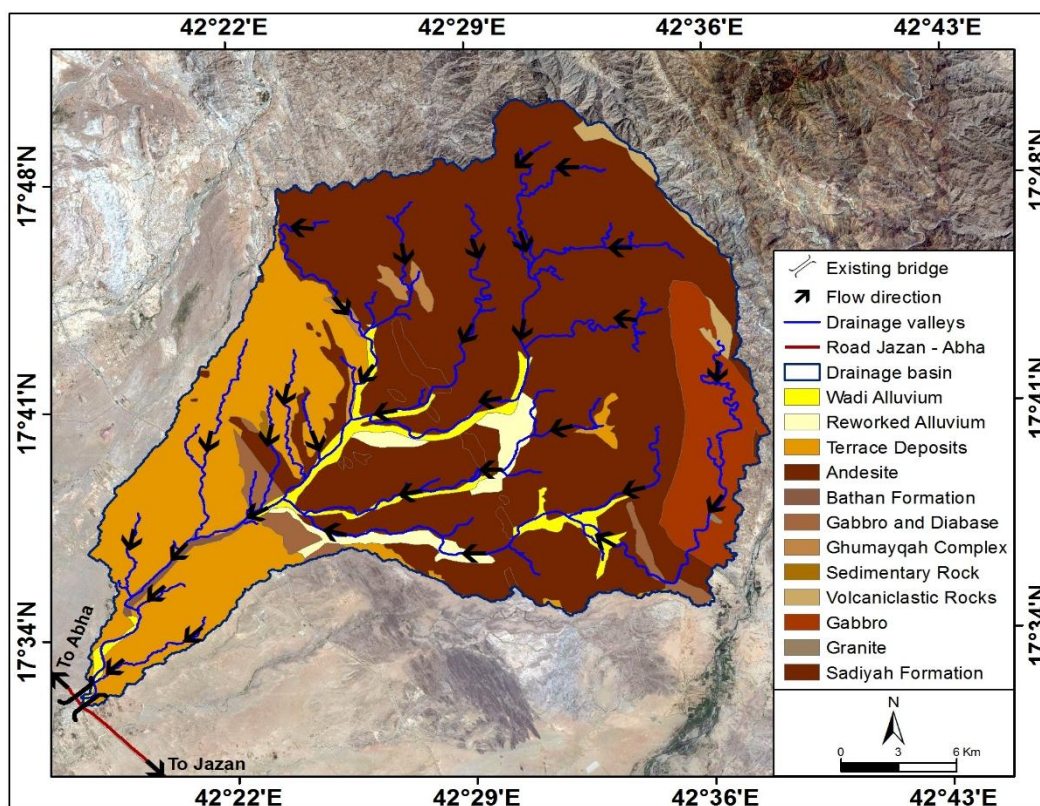 42°22'E 42°29'E 42°36'E 42°43'E
17°48'N 17°48'N
Existing bridge
Flow direction
Drainage valleys
Road Jazan - Abha
Drainage basin
Wadi Alluvium
17°41'N 17°41'N
Reworked Alluvium
Terrace Deposits
Andesite
Bathan Formation
Gabbro and Diabase
Ghumayqah Complex
Sedimentary Rock
Volcaniclastic Rocks
Gabbro
17°34'N 17°34'N
Granite
Sadiyah Formation
To Abha
N
0 3 6 Km
To Jazan
42°22'E 42°29'E 42°36'E 42°43'E